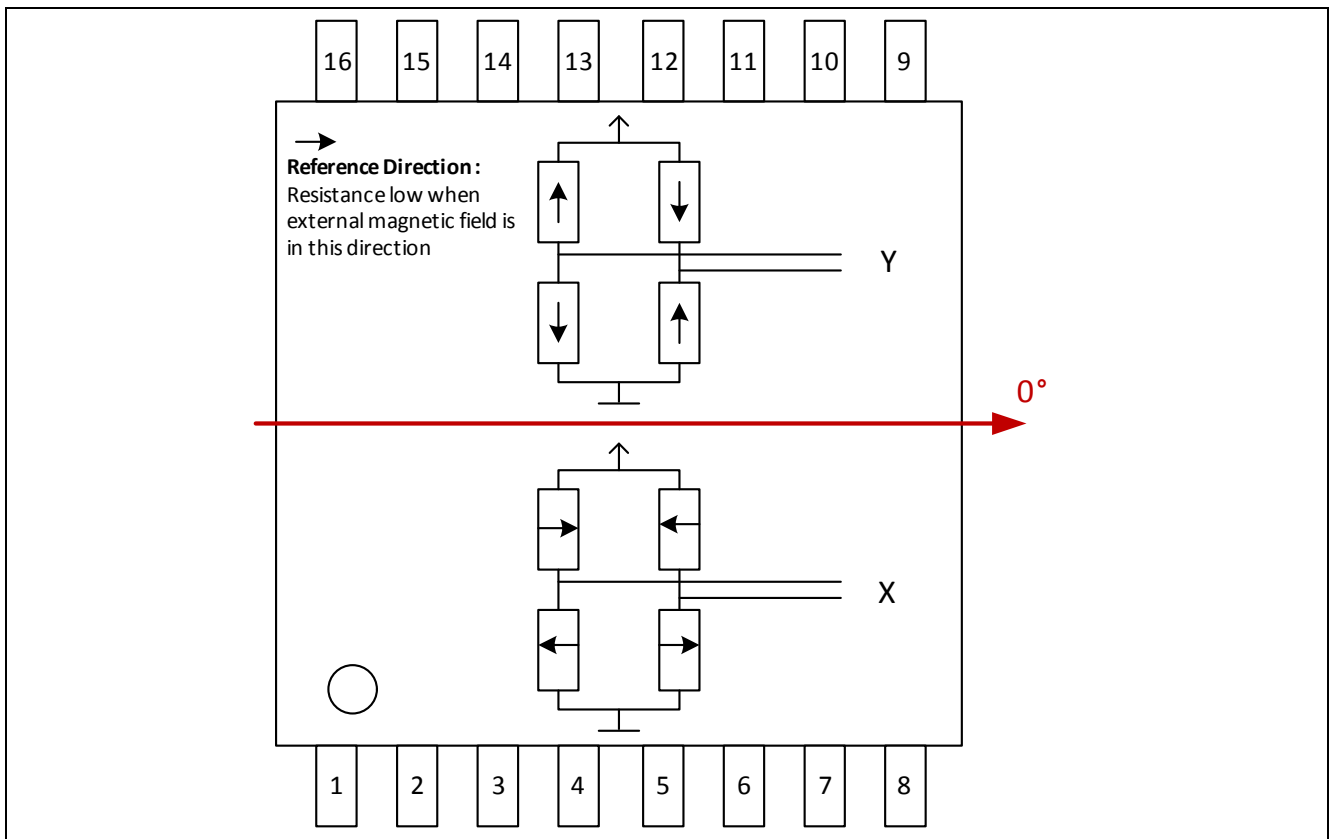 16 15 14 13 12 11 10 9
Reference Direction :
Resistance low when
external magnetic field is
in this direction
Y
0°
X
1 2 3 4 5 6 7 8